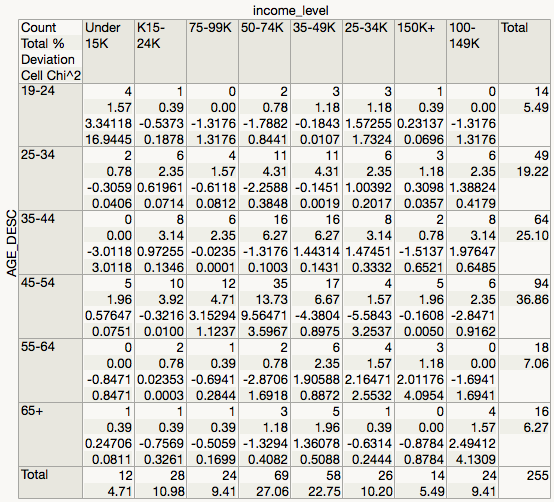 income_level
Count Under K15- 75-99K 50-74K 35-49K 25-34K 150K+ 100- Total
Total % 15K 24K 149K
Deviation
Cell Chi^2
AGE_DESC
19-24 4 1 0 2 3 3 1 0 14
1.57 0.39 0.00 0.78 1.18 1.18 0.39 0.00 5.49
3.34118 -0.5373 -1.3176 -1.7882 -0.1843 1.57255 0.23137 -1.3176
16.9445 0.1878 1.3176 0.8441 0.0107 1.7324 0.0696 1.3176
25-34 2 6 4 11 11 6 3 6 49
0.78 2.35 1.57 4.31 4.31 2.35 1.18 2.35 19.22
-0.3059 0.61961 -0.6118 -2.2588 -0.1451 1.00392 0.3098 1.38824
0.0406 0.0714 0.0812 0.3848 0.0019 0.2017 0.0357 0.4179
35-44 0 8 6 16 16 8 2 8 64
0.00 3.14 2.35 6.27 6.27 3.14 0.78 3.14 25.10
-3.0118 0.97255 -0.0235 -1.3176 1.44314 1.47451 -1.5137 1.97647
3.0118 0.1346 0.0001 0.1003 0.1431 0.3332 0.6521 0.6485
45-54 5 10 12 35 17 4 5 6 94
1.96 3.92 4.71 13.73 6.67 1.57 1.96 2.35 36.86
0.57647 -0.3216 3.15294 9.56471 -4.3804 -5.5843 -0.1608 -2.8471
0.0751 0.0100 1.1237 3.5967 0.8975 3.2537 0.0050 0.9162
55-64 0 2 1 2 6 4 3 0 18
0.00 0.78 0.39 0.78 2.35 1.57 1.18 0.00 7.06
-0.8471 0.02353 -0.6941 -2.8706 1.90588 2.16471 2.01176 -1.6941
0.8471 0.0003 0.2844 1.6918 0.8872 2.5532 4.0954 1.6941
65+ 1 1 1 3 5 1 0 4 16
0.39 0.39 0.39 1.18 1.96 0.39 0.00 1.57 6.27
0.24706 -0.7569 -0.5059 -1.3294 1.36078 -0.6314 -0.8784 2.49412
0.0811 0.3261 0.1699 0.4082 0.5088 0.2444 0.8784 4.1309
Total 12 28 24 69 58 26 14 24 255
4.71 10.98 9.41 27.06 22.75 10.20 5.49 9.41